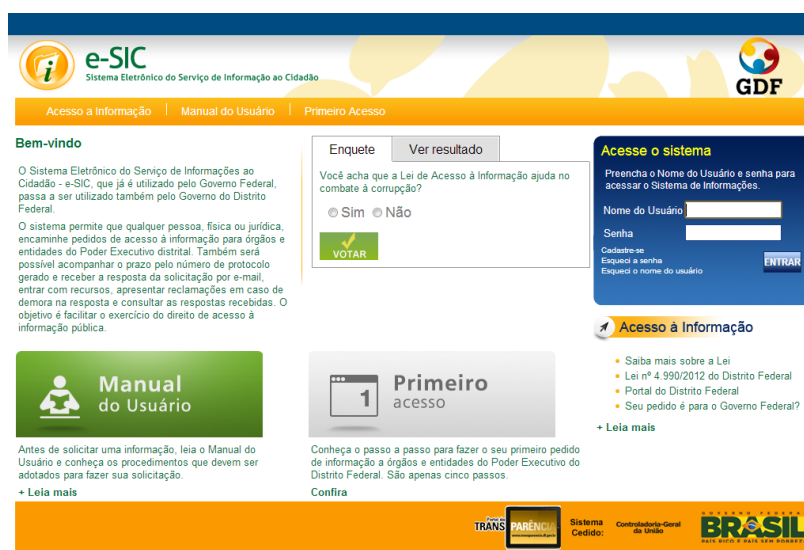 e-SIC
Sistema Eletrônico do Serviço de Informação ao Cidadão
GDF
Acesso a Informação
Manual do Usuário
Primeiro Acesso
Bem-vindo
O Sistema Eletrônico do Serviço de Informações ao
Cidadão - e-SIC, que já é utilizado pelo Governo Federal,
passa a ser utilizado também pelo Governo do Distrito
Federal.
O sistema permite que qualquer pessoa, física ou jurídica,
encaminhe pedidos de acesso à informação para órgãos e
entidades do Poder Executivo distrital. Também será
possível acompanhar o prazo pelo número de protocolo
gerado e receber a resposta da solicitação por e-mail,
entrar com recursos, apresentar reclamações em caso de
demora na resposta e consultar as respostas recebidas. O
objetivo é facilitar o exercício do direito de acesso à
informação pública.
Enquete
Ver resultado
Você acha que a Lei de Acesso à Informação ajuda no
combate à corrupção?
Sim Não
VOTAR
Acesse o sistema
Preencha o Nome do Usuário e senha para
acessar o Sistema de Informações.
Nome do Usuário
Senha
Cadastre-se
Esqueci a senha
Esqueci o nome do usuário
ENTRAR
Acesso à Informação
Saiba mais sobre a Lei
Lei nº 4.990/2012 do Distrito Federal
Portal do Distrito Federal
Seu pedido é para o Governo Federal?
+ Leia mais
Manual
do Usuário
Antes de solicitar uma informação, leia o Manual do
Usuário e conheça os procedimentos que devem ser
adotados para fazer sua solicitação.
+ Leia mais
1
Primeiro
acesso
Conheça o passo a passo para fazer o seu primeiro pedido
de informação a órgãos e entidades do Poder Executivo do
Distrito Federal. São apenas cinco passos.
Confira
TRANSPARÊNCIA
Sistema
Cedido:
Controladoria-Geral
da União
GOVERNO FEDERAL
BRASIL
PAÍS RICO É PAÍS SEM POBREZA